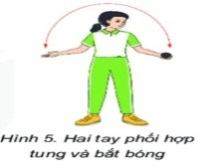 Hình 5. Hai tay phối hợp
tung và bắt bóng